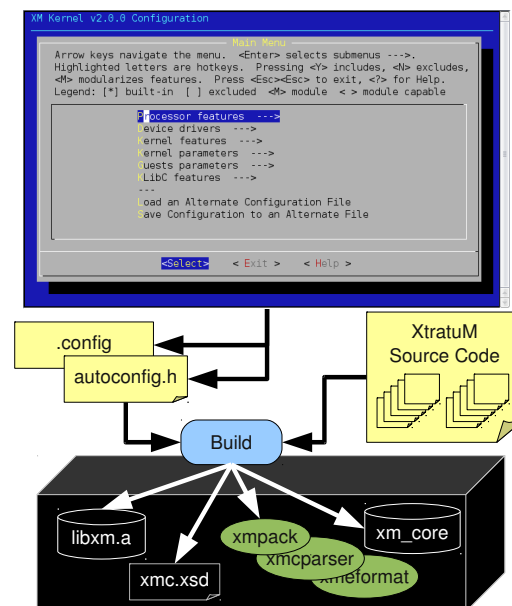 XM Kernel v2.0.0 Configuration
Main Menu
Arrow keys navigate the menu. <Enter> selects submenus --->.
Highlighted letters are hotkeys. Pressing <Y> includes, <N> excludes,
<M> modularizes features. Press <Esc><Esc> to exit, <?> for Help.
Legend: [*] built-in [ ] excluded <M> module < > module capable
Processor features --->
Device drivers --->
Kernel features --->
Kernel parameters --->
Guests parameters --->
KLibC features --->
---
Load an Alternate Configuration File
Save Configuration to an Alternate File
<Select> < Exit > < Help >
.config
autoconfig.h
XtratuM
Source Code
Build
libxm.a
xmc.xsd
xmpack
xmcparser
xmeformat
xm_core